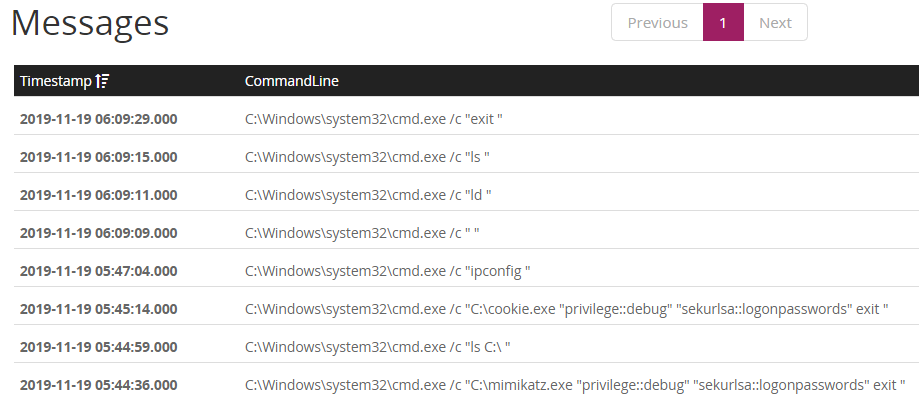 Messages
Previous 1 Next
Timestamp CommandLine
2019-11-19 06:09:29.000 C:\Windows\system32\cmd.exe /c "exit "
2019-11-19 06:09:15.000 C:\Windows\system32\cmd.exe /c "ls "
2019-11-19 06:09:11.000 C:\Windows\system32\cmd.exe /c "ld "
2019-11-19 06:09:09.000 C:\Windows\system32\cmd.exe /c " "
2019-11-19 05:47:04.000 C:\Windows\system32\cmd.exe /c "ipconfig "
2019-11-19 05:45:14.000 C:\Windows\system32\cmd.exe /c "C:\cookie.exe "privilege::debug" "sekurlsa::logonpasswords" exit "
2019-11-19 05:44:59.000 C:\Windows\system32\cmd.exe /c "ls C:\ "
2019-11-19 05:44:36.000 C:\Windows\system32\cmd.exe /c "C:\mimikatz.exe "privilege::debug" "sekurlsa::logonpasswords" exit "